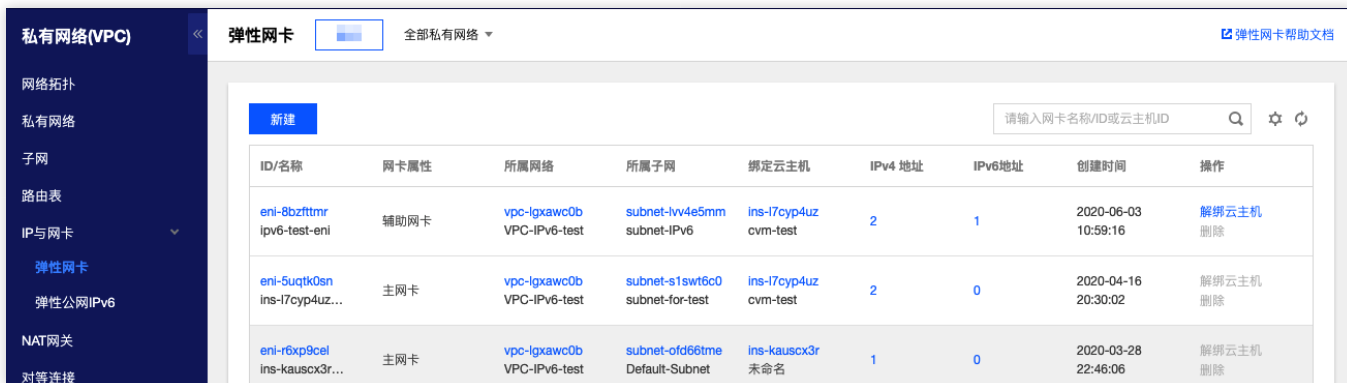 私有网络(VPC)
弹性网卡
全部私有网络
弹性网卡帮助文档
网络拓扑
私有网络
子网
路由表
IP与网卡
弹性网卡
弹性公网IPv6
NAT网关
对等连接
新建
请输入网卡名称/ID或云主机ID
ID/名称 网卡属性 所属网络 所属子网 绑定云主机 IPv4 地址 IPv6地址 创建时间 操作
eni-8bzfttmr 辅助网卡 vpc-lgxawc0b subnet-lvv4e5mm ins-l7cyp4uz 2 1 2020-06-03 解绑云主机
ipv6-test-eni VPC-IPv6-test subnet-IPv6 cvm-test 10:59:16 删除
eni-5uqtk0sn 主网卡 vpc-lgxawc0b subnet-s1swt6c0 ins-l7cyp4uz 2 0 2020-04-16 解绑云主机
ins-l7cyp4uz... VPC-IPv6-test subnet-for-test cvm-test 20:30:02 删除
eni-r6xp9cel 主网卡 vpc-lgxawc0b subnet-ofd66tme ins-kauscx3r 1 0 2020-03-28 解绑云主机
ins-kauscx3r... VPC-IPv6-test Default-Subnet 未命名 22:46:06 删除